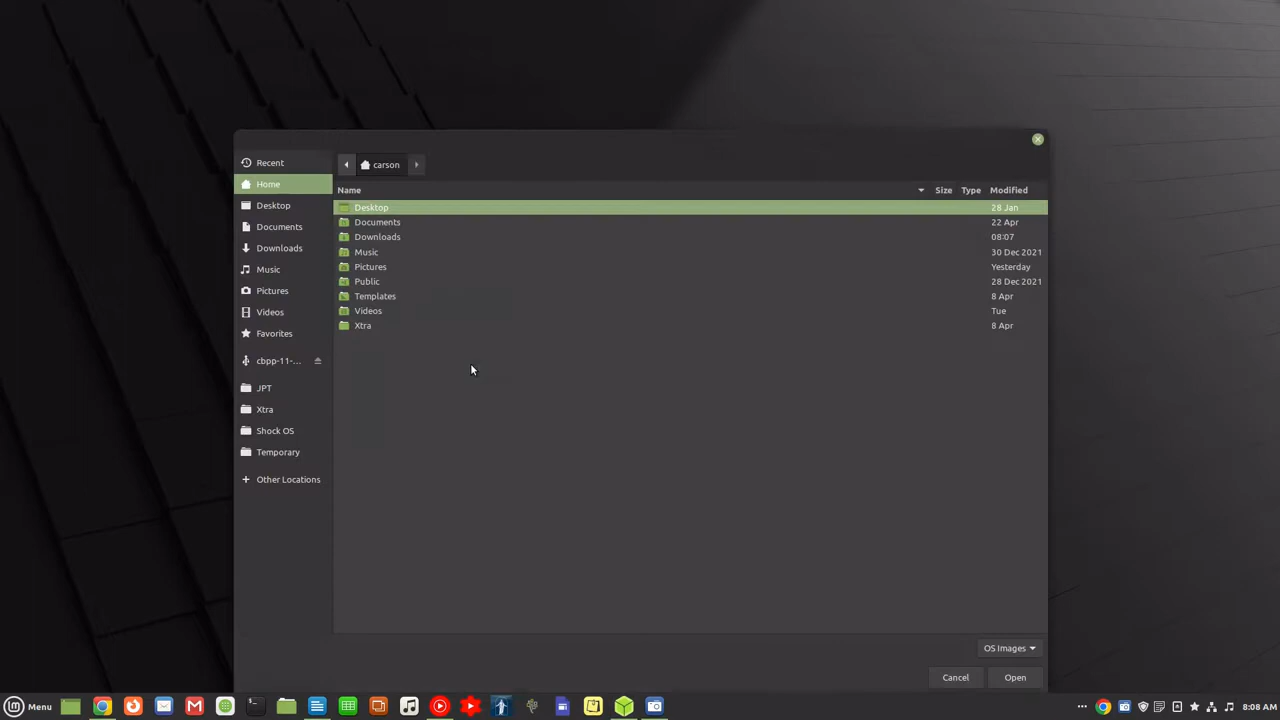 carson
Recent
Home
Desktop
Documents
Downloads
Music
Pictures
Videos
Favorites
cbpp-11-...
JPT
Xtra
Shock OS
Temporary
Other Locations
Name Size Type Modified
Desktop 28 Jan
Documents 22 Apr
Downloads 08:07
Music 30 Dec 2021
Pictures Yesterday
Public 28 Dec 2021
Templates 8 Apr
Videos Tue
Xtra 8 Apr
OS Images
Cancel Open
Menu 8:08 AM